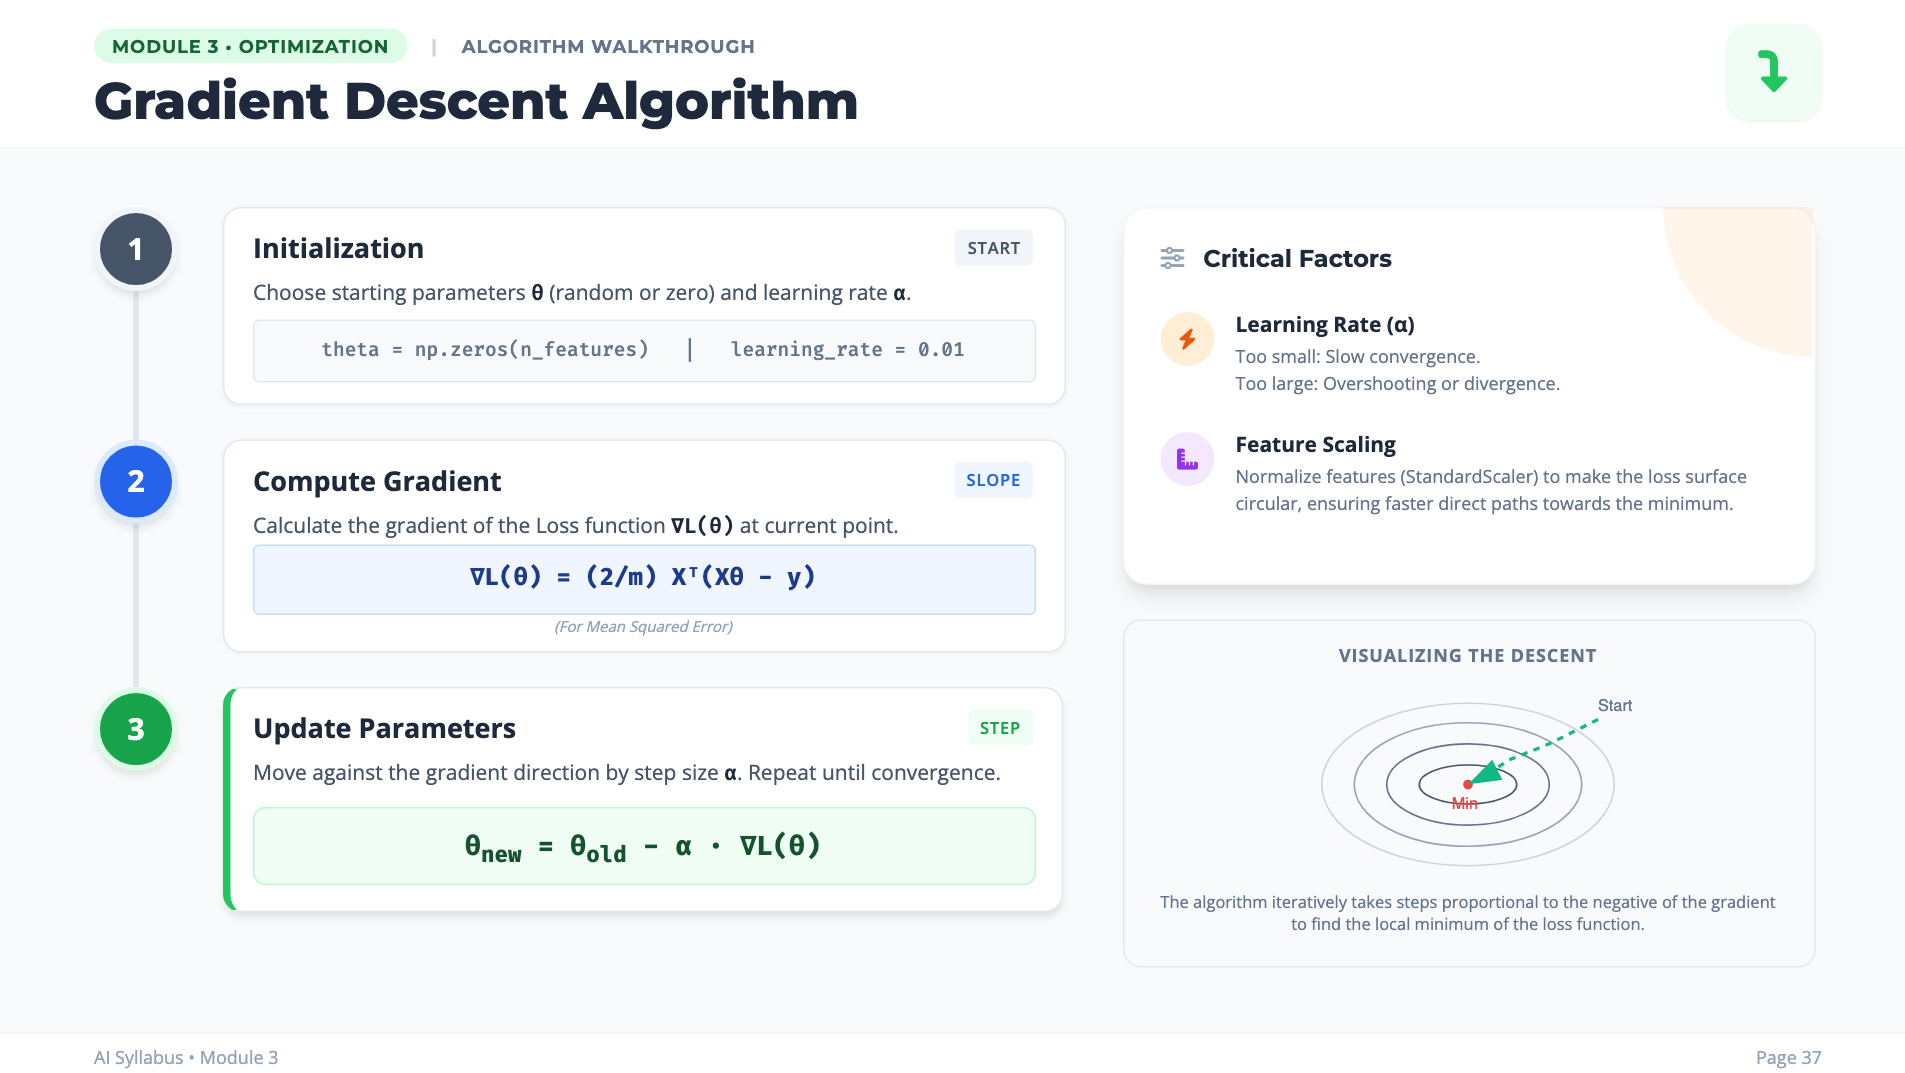 MODULE 3 • OPTIMIZATION | ALGORITHM WALKTHROUGH
Gradient Descent Algorithm
1
Initialization
START
Choose starting parameters θ (random or zero) and learning rate α.
theta = np.zeros(n_features) | learning_rate = 0.01
2
Compute Gradient
SLOPE
Calculate the gradient of the Loss function ∇L(θ) at current point.
∇L(θ) = (2/m) Xᵀ(Xθ - y)
(For Mean Squared Error)
3
Update Parameters
STEP
Move against the gradient direction by step size α. Repeat until convergence.
θnew = θold - α · ∇L(θ)
Critical Factors
Learning Rate (α)
Too small: Slow convergence.
Too large: Overshooting or divergence.
Feature Scaling
Normalize features (StandardScaler) to make the loss surface
circular, ensuring faster direct paths towards the minimum.
VISUALIZING THE DESCENT
Start
Min
The algorithm iteratively takes steps proportional to the negative of the gradient
to find the local minimum of the loss function.
AI Syllabus • Module 3
Page 37